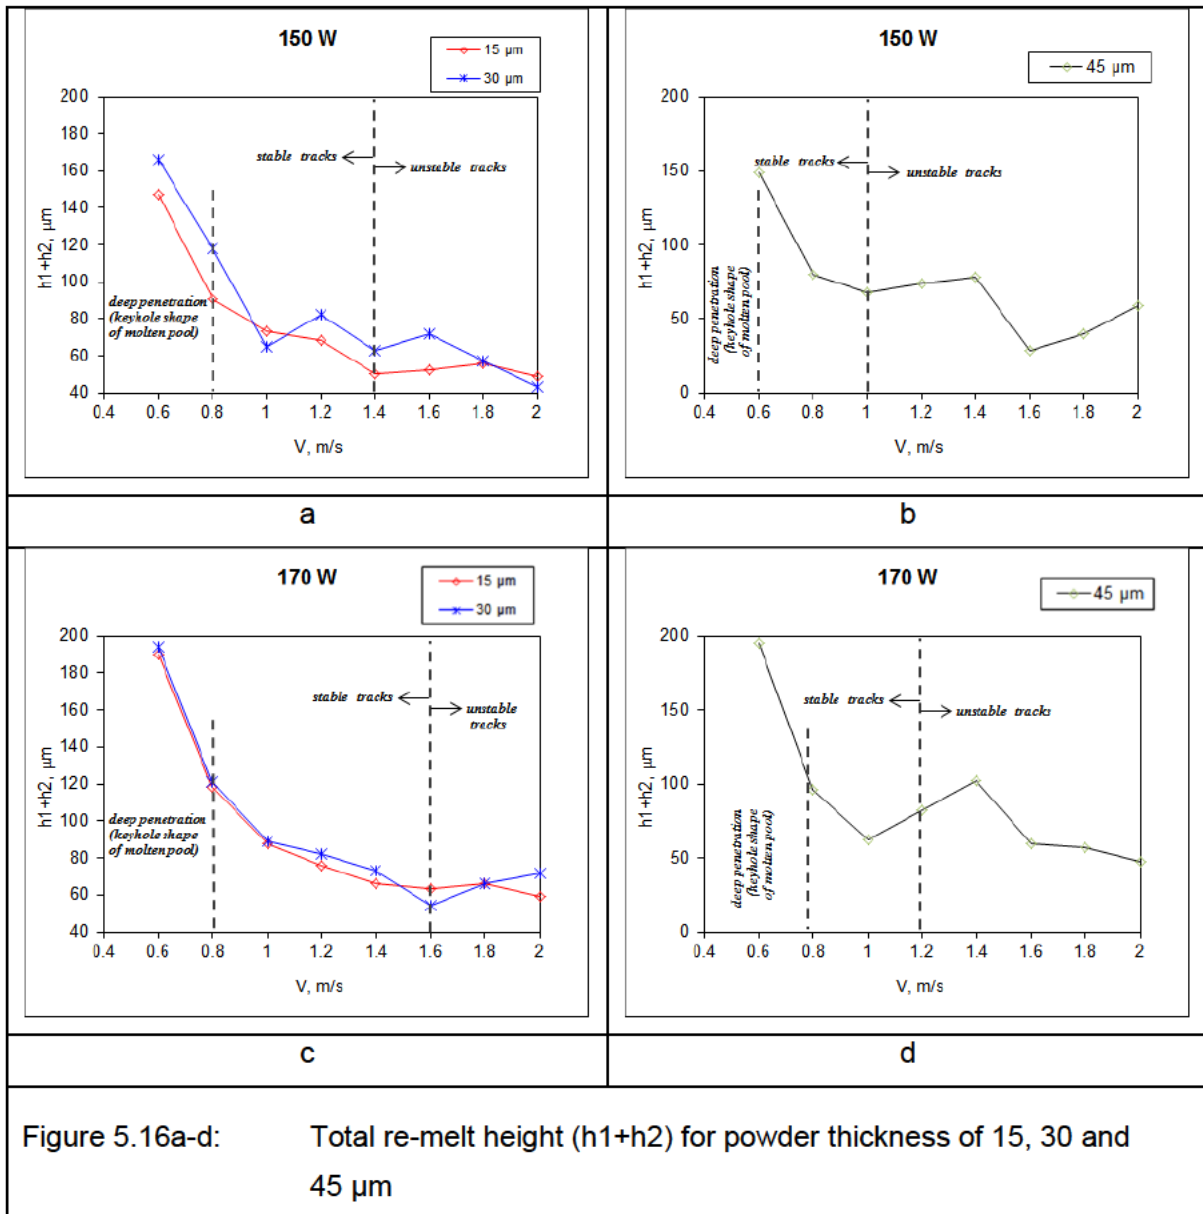 150 W
15 µm
30 µm
200
180
160
140
120
100
80
60
40
h1+h2, µm
stable tracks
unstable tracks
deep penetration
(keyhole shape
of molten pool)
0.4 0.6 0.8 1 1.2 1.4 1.6 1.8 2
V, m/s
a
150 W
45 µm
200
150
100
50
0
h1+h2, µm
stable tracks
unstable tracks
deep penetration
(keyhole shape
of molten pool)
0.4 0.6 0.8 1 1.2 1.4 1.6 1.8 2
V, m/s
b
170 W
15 µm
30 µm
200
180
160
140
120
100
80
60
40
h1+h2, µm
stable tracks
unstable
tracks
deep penetration
(keyhole shape
of molten pool)
0.4 0.6 0.8 1 1.2 1.4 1.6 1.8 2
V, m/s
c
170 W
45 µm
200
150
100
50
0
h1+h2, µm
stable tracks
unstable tracks
deep penetration
(keyhole shape
of molten pool)
0.4 0.6 0.8 1 1.2 1.4 1.6 1.8 2
V, m/s
d
Figure 5.16a-d: Total re-melt height (h1+h2) for powder thickness of 15, 30 and
45 µm